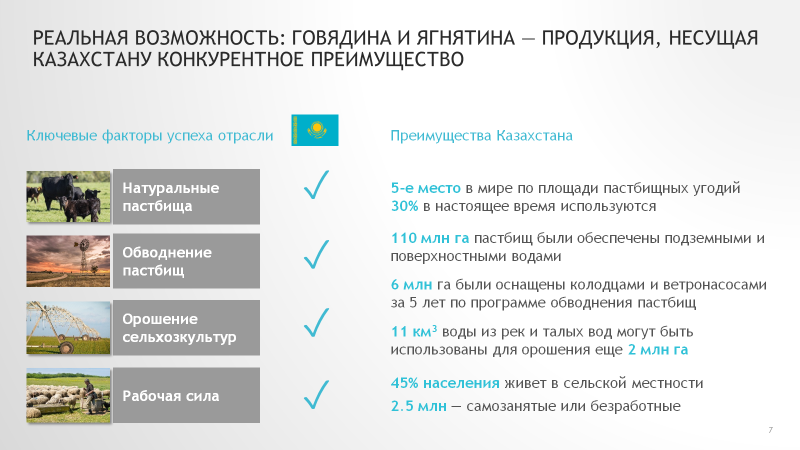 РЕАЛЬНАЯ ВОЗМОЖНОСТЬ: ГОВЯДИНА И ЯГНЯТИНА — ПРОДУКЦИЯ, НЕСУЩАЯ
КАЗАХСТАНУ КОНКУРЕНТНОЕ ПРЕИМУЩЕСТВО
Ключевые факторы успеха отрасли
Преимущества Казахстана
Натуральные
пастбища
5-е место в мире по площади пастбищных угодий
30% в настоящее время используются
Обводнение
пастбищ
110 млн га пастбищ были обеспечены подземными и
поверхностными водами
6 млн га были оснащены колодцами и ветронасосами
за 5 лет по программе обводнения пастбищ
Орошение
сельхозкультур
11 км³ воды из рек и талых вод могут быть
использованы для орошения еще 2 млн га
Рабочая сила
45% населения живет в сельской местности
2.5 млн — самозанятые или безработные
7